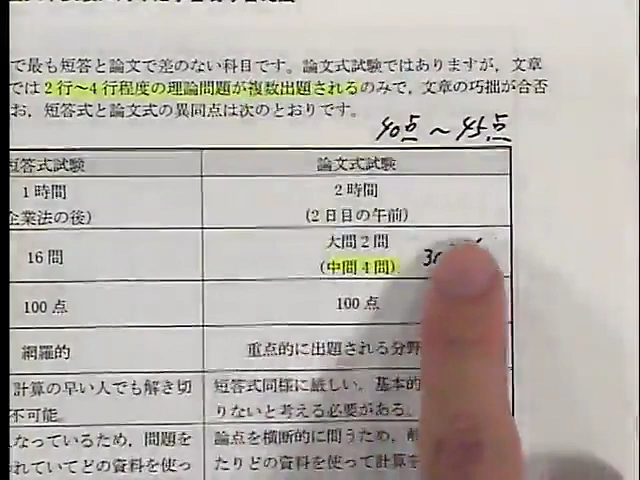 で最も短答と論文で差のない科目です。論文式試験ではありますが、文章
では2行～4行程度の理論問題が複数出題されるのみで、文章の巧拙が合否
お、短答式と論文式の異同点は次のとおりです。
40点～45点
短答式試験 論文式試験
1時間 2時間
企業法の後) (2日目の午前)
16問 大問2問
(中問4問)
100点 100点
網羅的 重点的に出題される分野
計算の早い人でも解き切 短答式同様に厳しい。基本的
不可能 りないと考える必要がある。
なっているため、問題を 論点を横断的に問うため、
れていてどの資料を使っ たりどの資料を使って計算